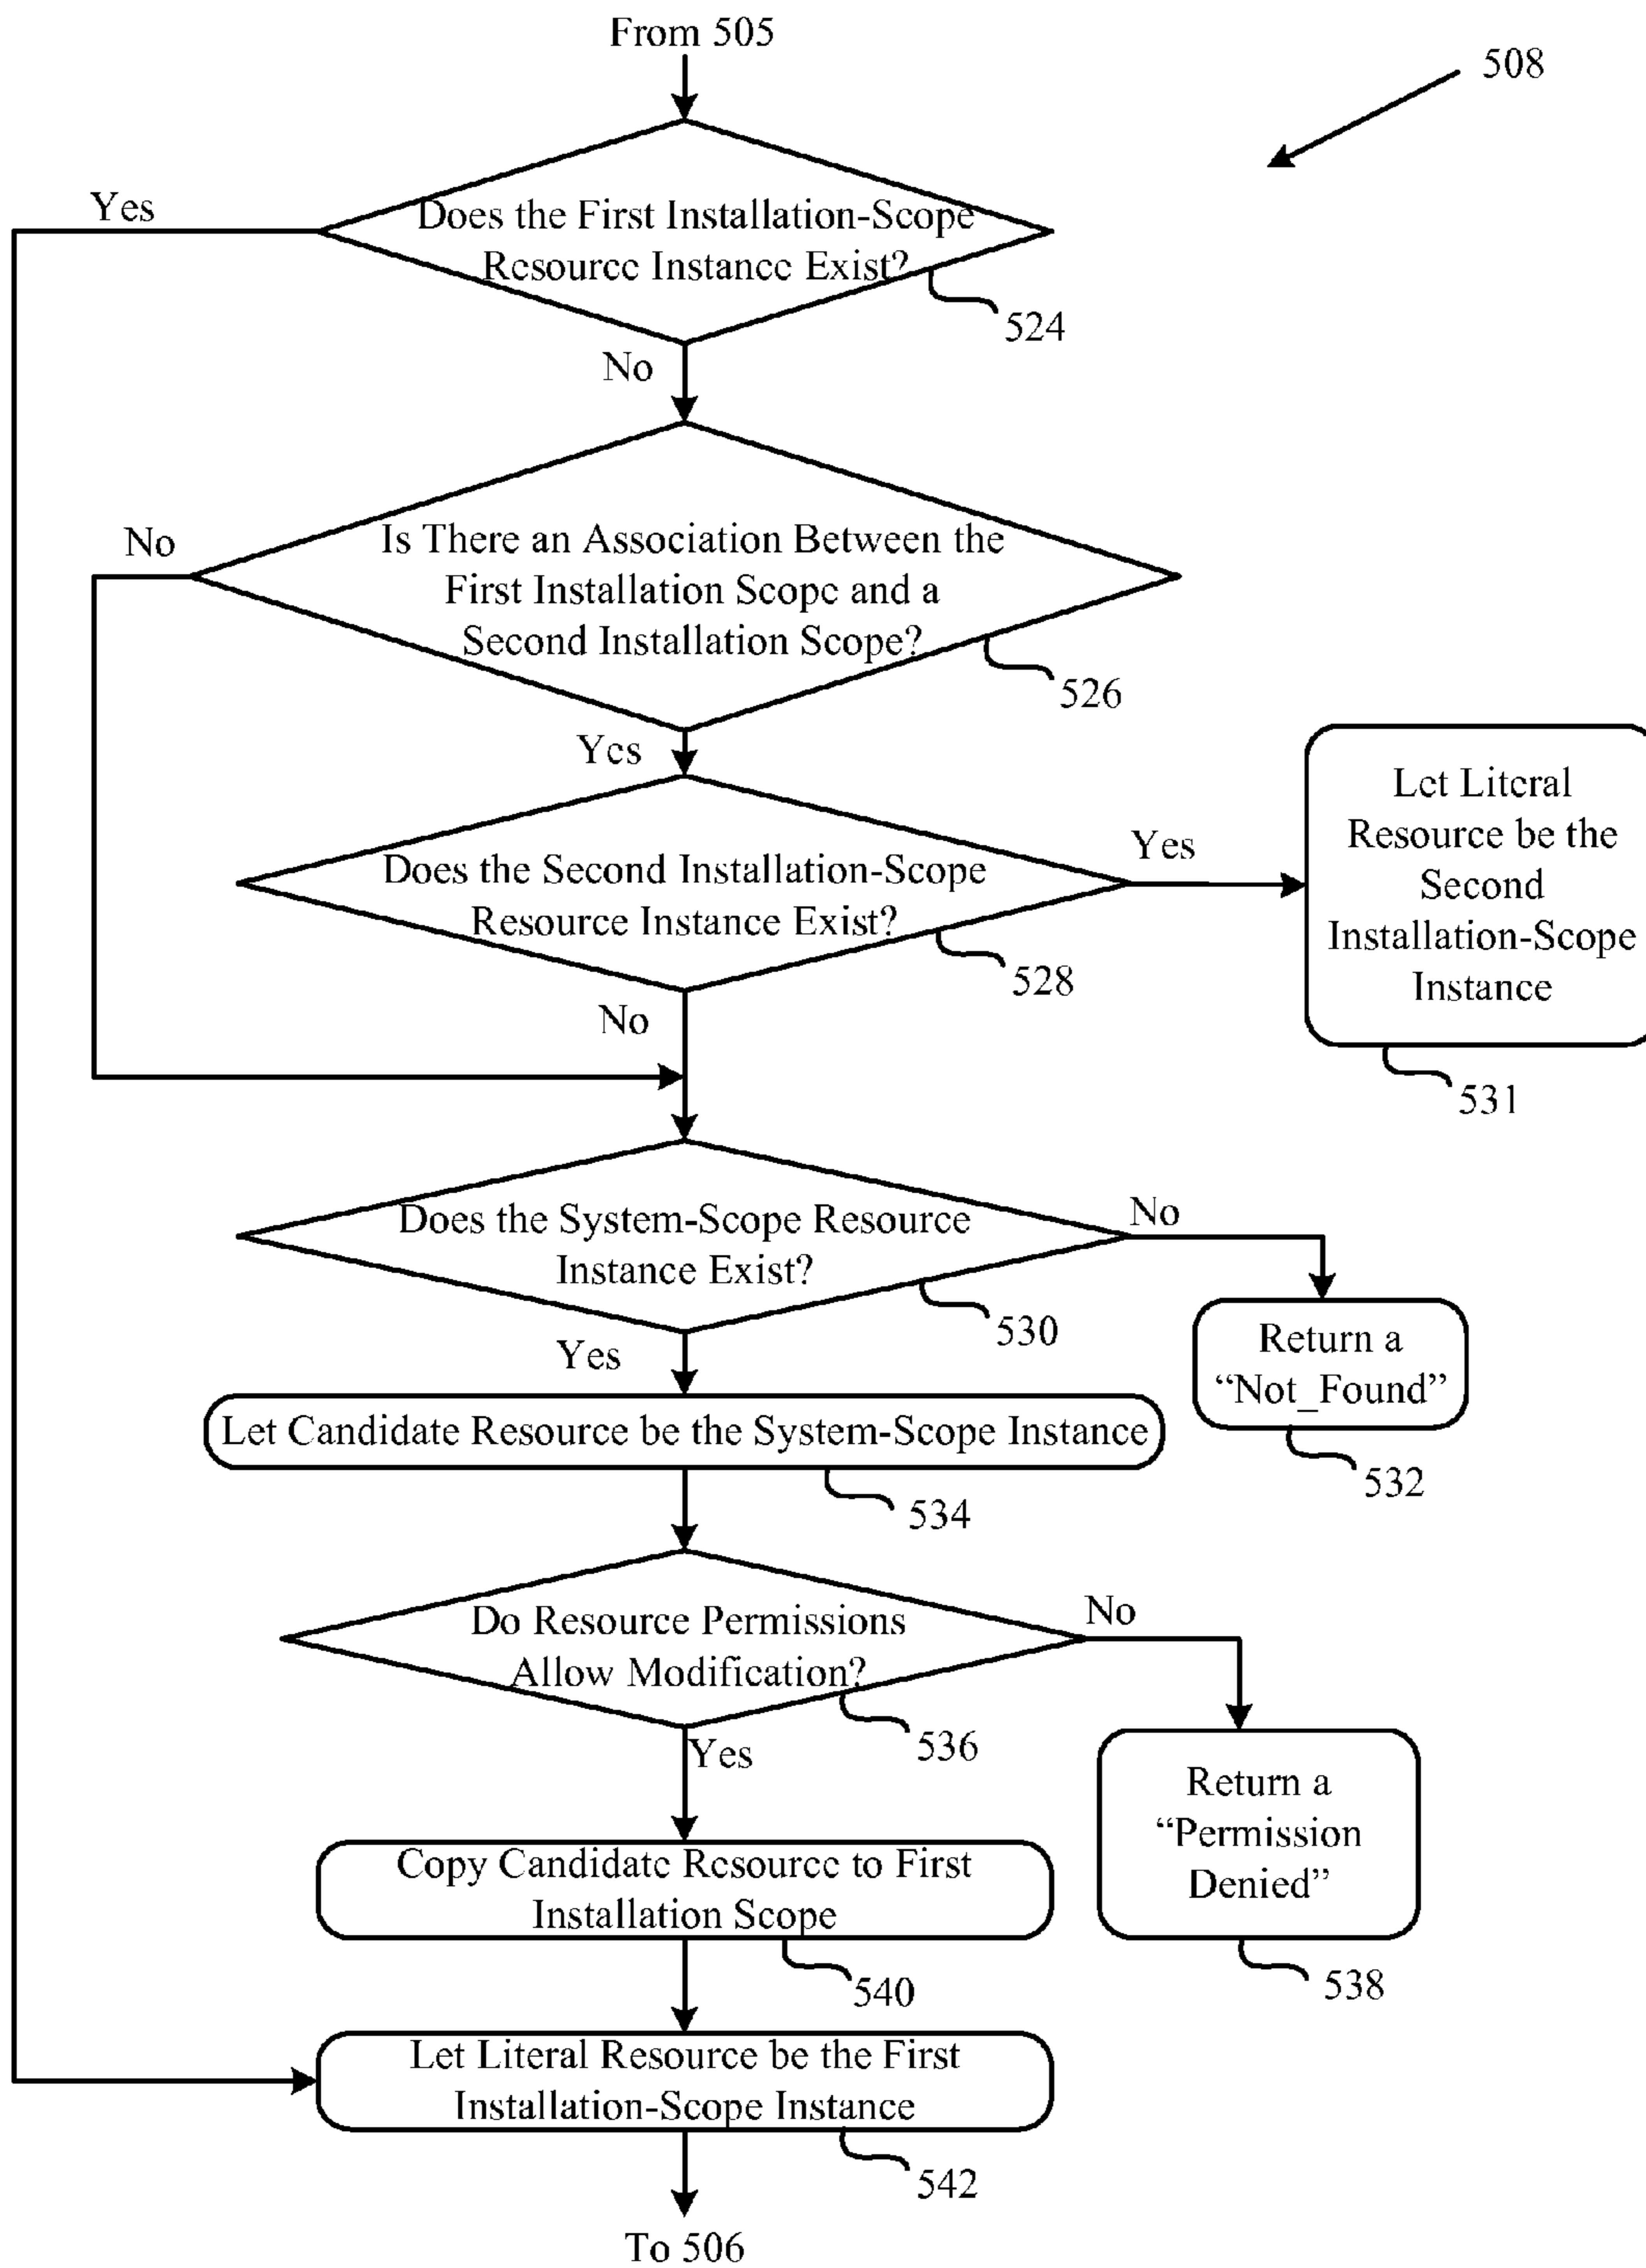 From 505
508
Yes
Does the First Installation-Scope
Resource Instance Exist?
524
No
No
Is There an Association Between the
First Installation Scope and a
Second Installation Scope?
526
Yes
Does the Second Installation-Scope
Resource Instance Exist?
528
Yes
Let Literal
Resource be the
Second
Installation-Scope
Instance
531
No
Does the System-Scope Resource
Instance Exist?
530
No
Return a
“Not_Found”
532
Yes
Let Candidate Resource be the System-Scope Instance
534
Do Resource Permissions
Allow Modification?
536
No
Return a
“Permission
Denied”
538
Yes
Copy Candidate Resource to First
Installation Scope
540
Let Literal Resource be the First
Installation-Scope Instance
542
To 506